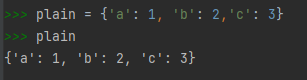 >>> plain = {'a': 1, 'b': 2,'c': 3}
>>> plain
{'a': 1, 'b': 2, 'c': 3}